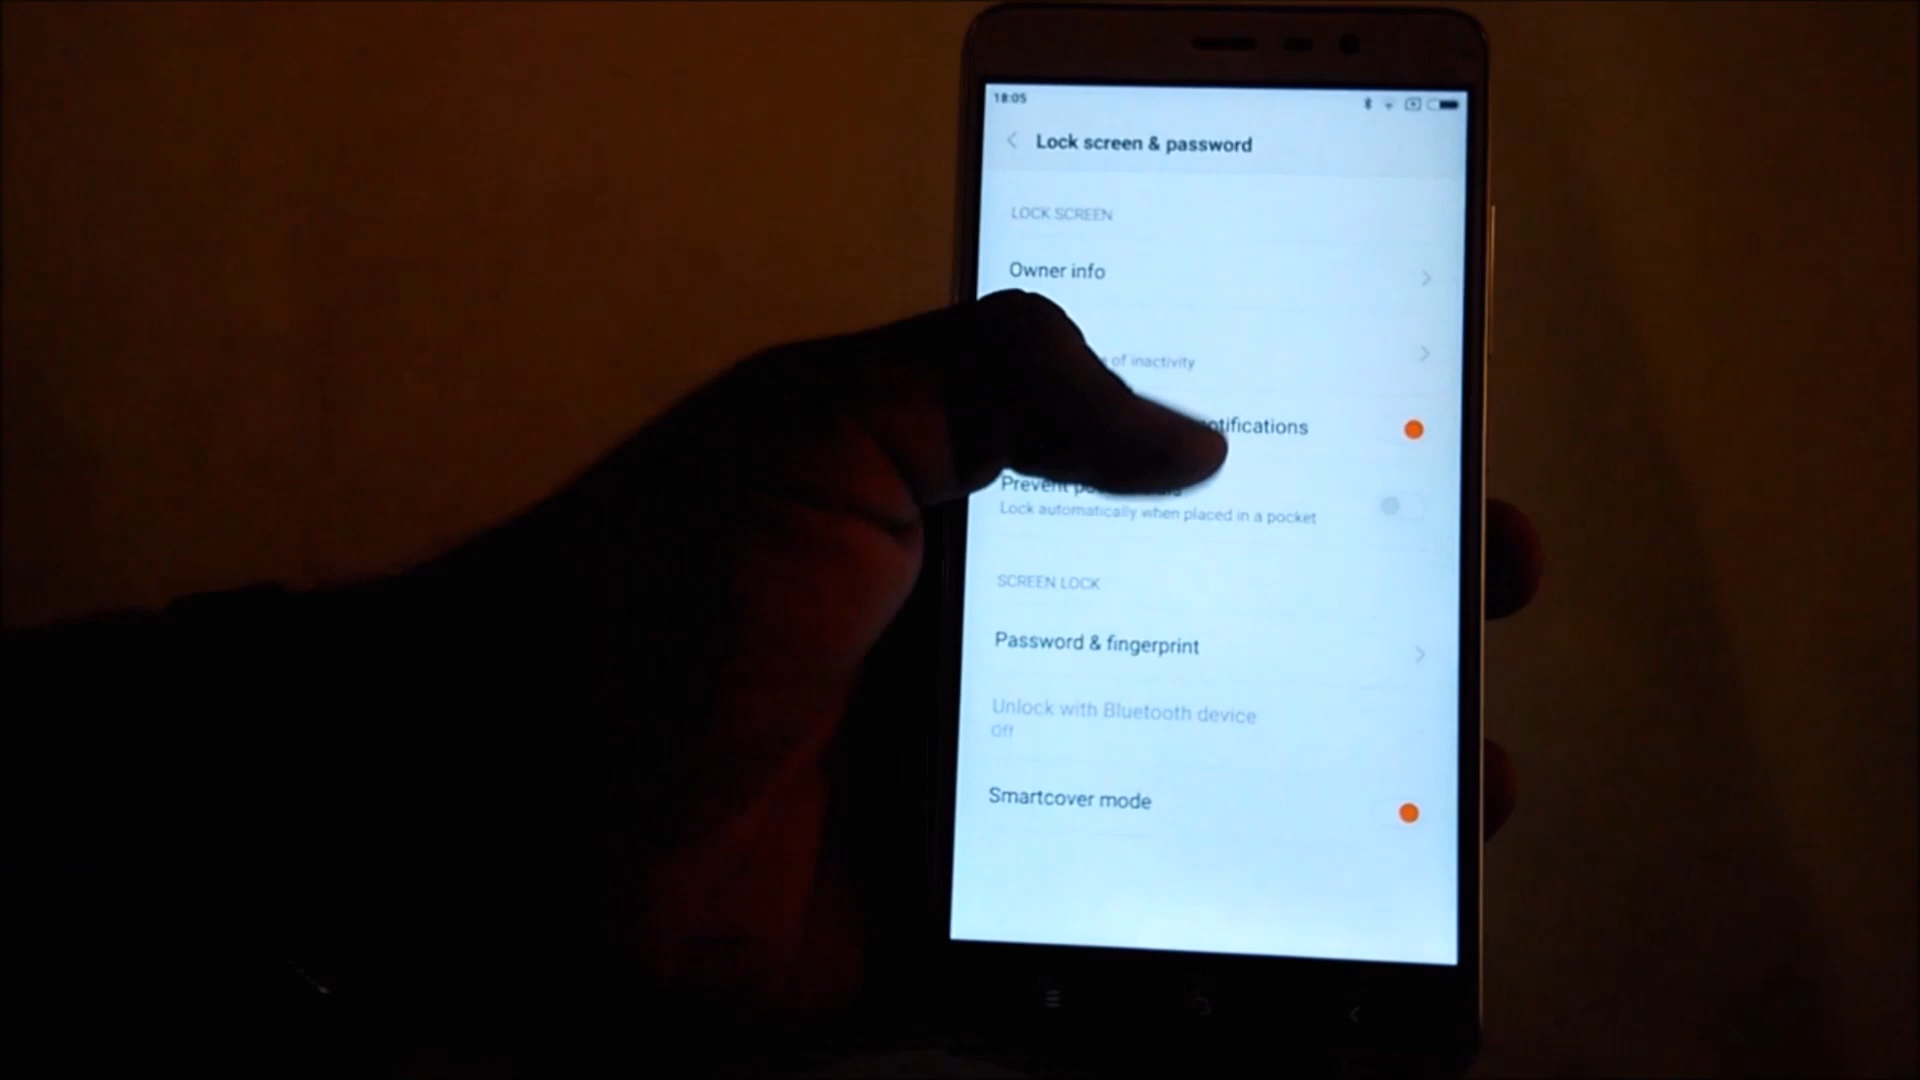 18:05
Lock screen & password
LOCK SCREEN
Owner info
of inactivity
Prevent
Lock automatically when placed in a pocket
SCREEN LOCK
Password & fingerprint
Unlock with Bluetooth device
Off
Smartcover mode